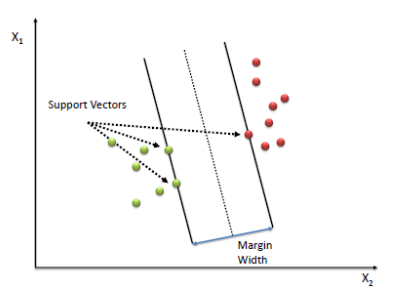 X1
Support Vectors
Margin
Width
X2